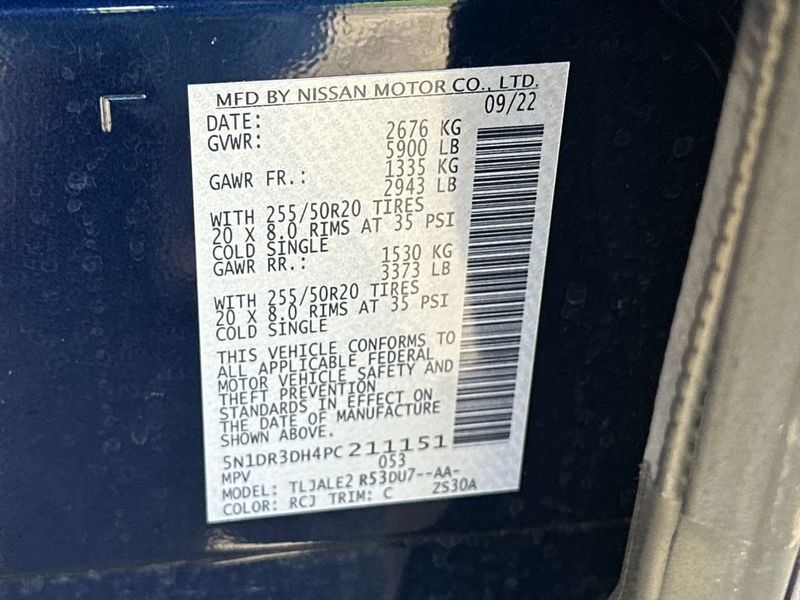 MFD BY NISSAN MOTOR CO., LTD.
DATE: 09/22
GVWR: 2676 KG
5900 LB
GAWR FR.: 1335 KG
2943 LB
WITH 255/50R20 TIRES
20 X 8.0 RIMS AT 35 PSI
COLD SINGLE
GAWR RR.: 1530 KG
3373 LB
WITH 255/50R20 TIRES
20 X 8.0 RIMS AT 35 PSI
COLD SINGLE
THIS VEHICLE CONFORMS TO
ALL APPLICABLE FEDERAL
MOTOR VEHICLE SAFETY AND
THEFT PREVENTION
STANDARDS IN EFFECT ON
THE DATE OF MANUFACTURE
SHOWN ABOVE.
5N1DR3DH4PC211151
MPV 053
MODEL: TLJALE2 R53DU7--AA-
COLOR: RCJ TRIM: C ZS30A